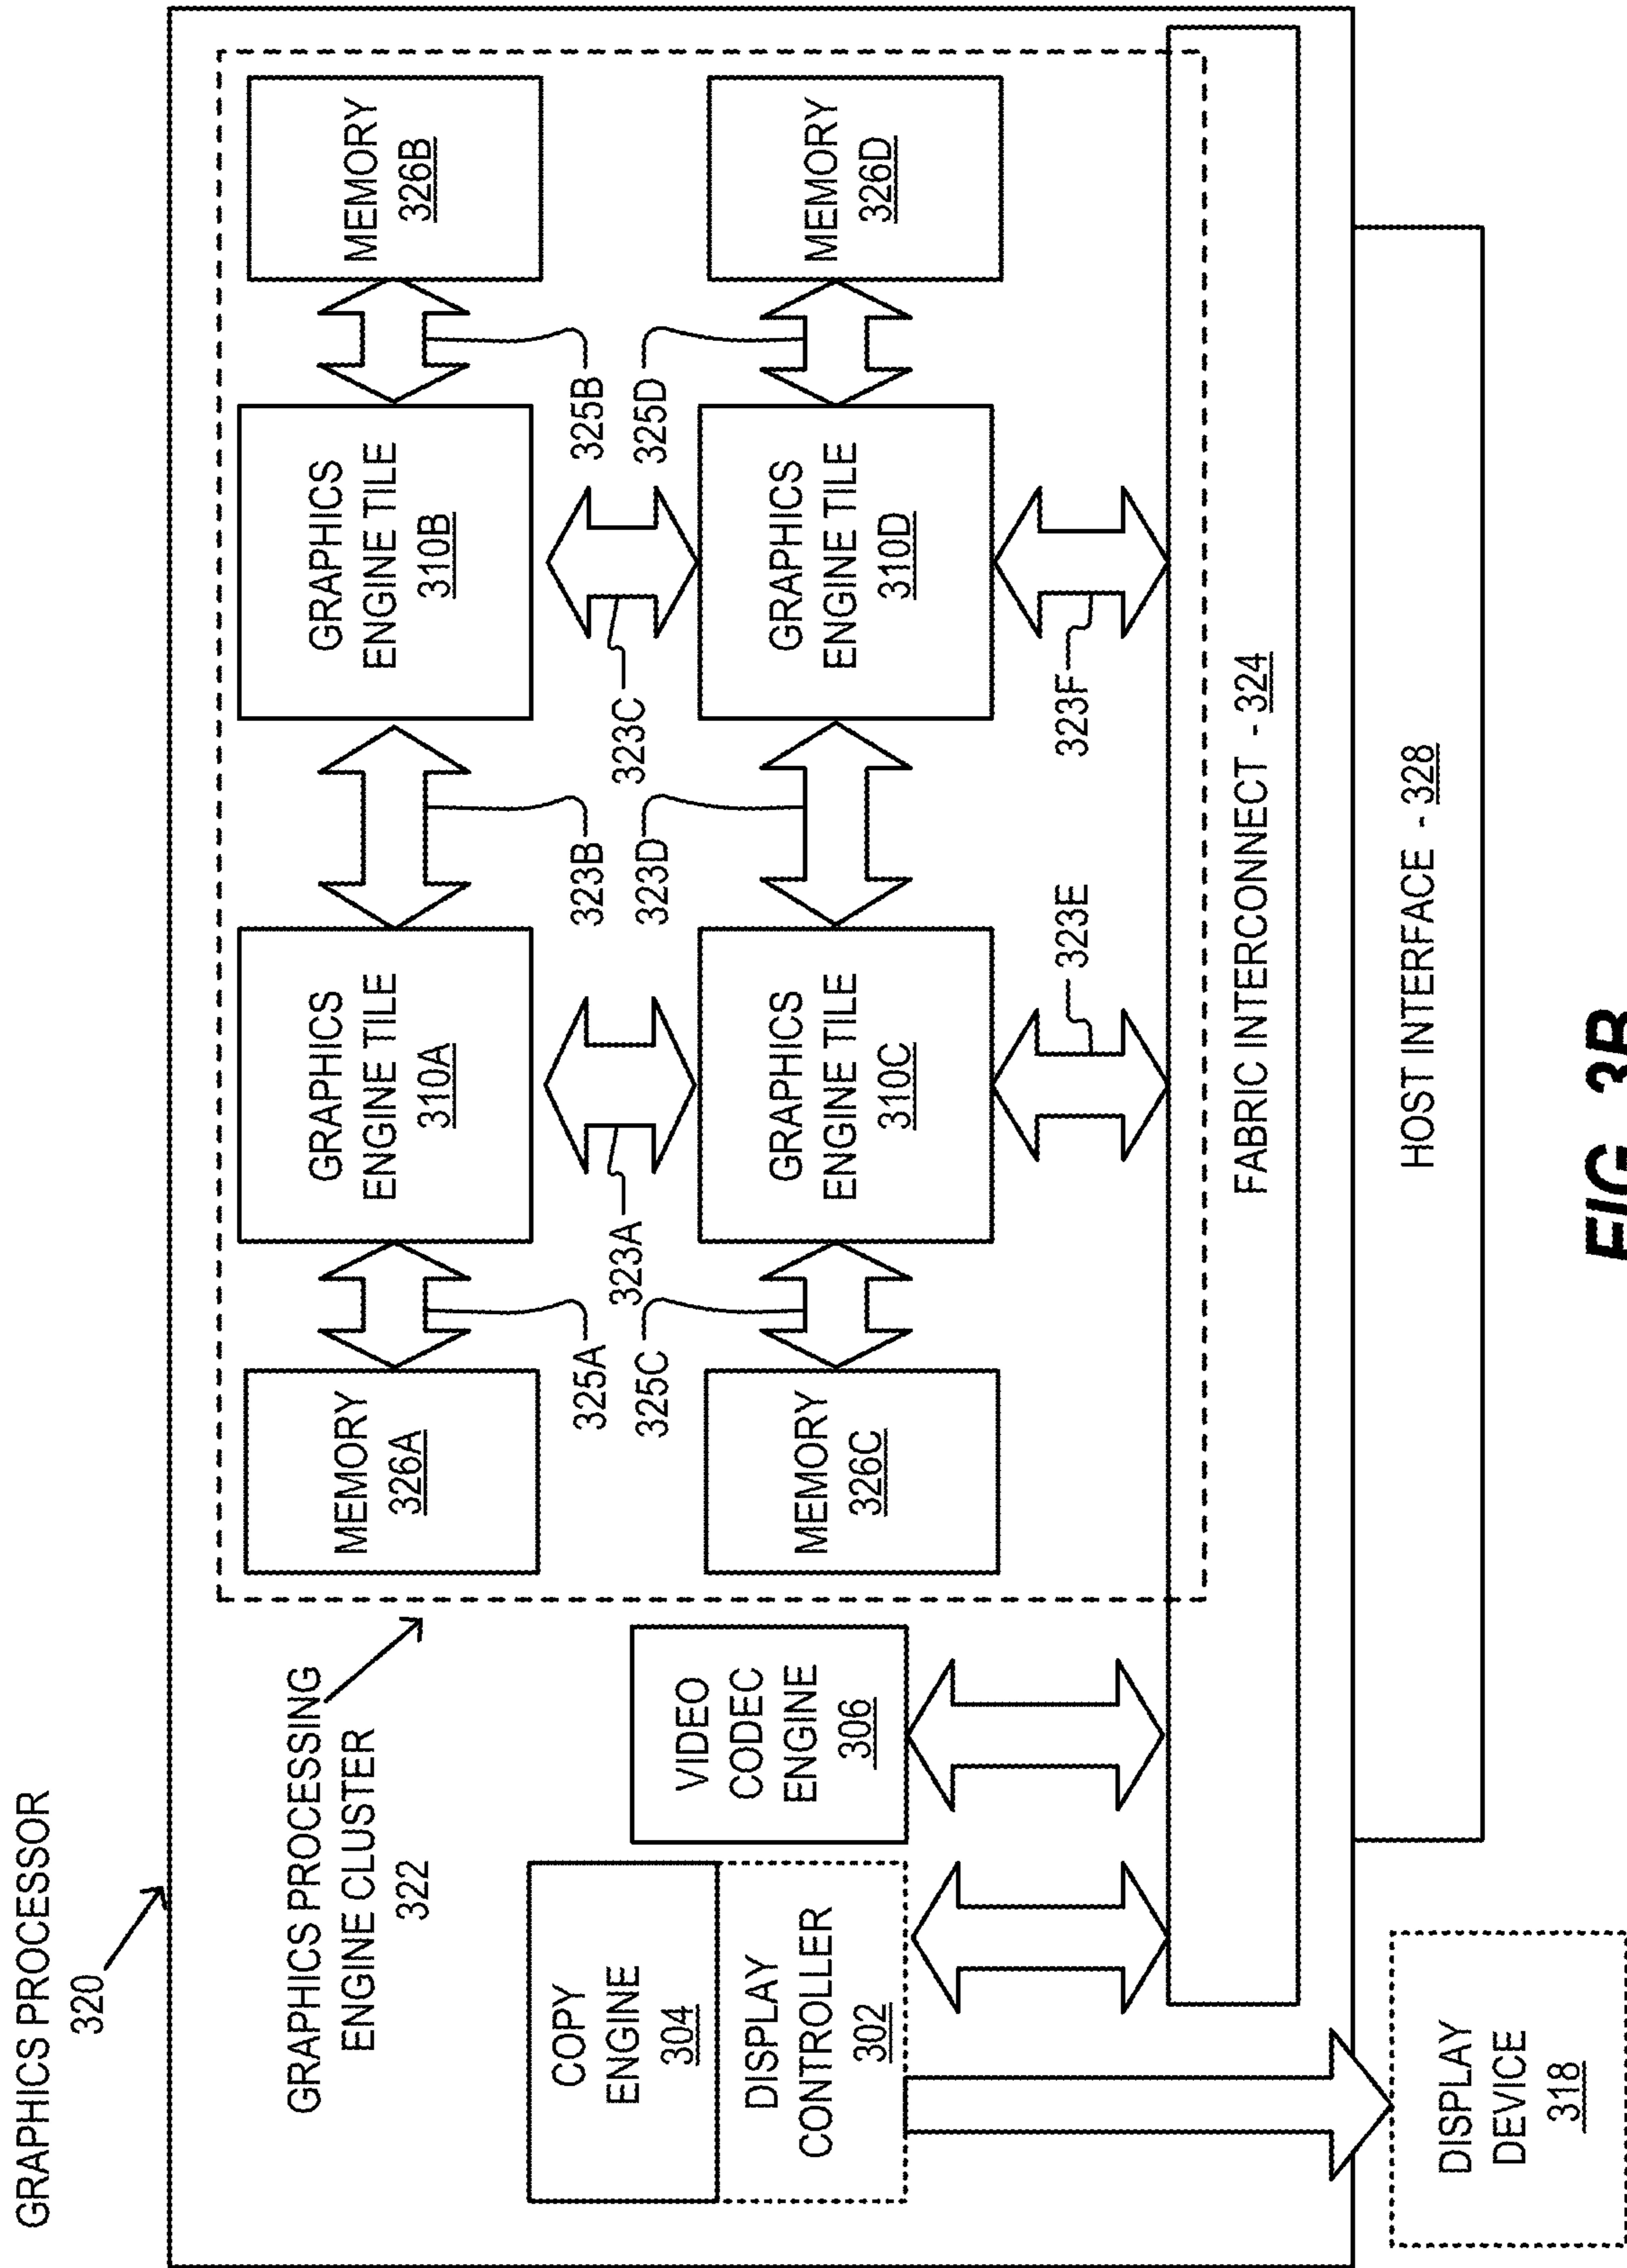 GRAPHICS PROCESSOR
320
GRAPHICS PROCESSING
ENGINE CLUSTER
322
MEMORY
326A
GRAPHICS
ENGINE TILE
310A
GRAPHICS
ENGINE TILE
310B
MEMORY
326B
325A
323B
325B
323A
323C
325C
323D
325D
COPY
ENGINE
304
DISPLAY
CONTROLLER
302
VIDEO
CODEC
ENGINE
306
MEMORY
326C
GRAPHICS
ENGINE TILE
310C
GRAPHICS
ENGINE TILE
310D
MEMORY
326D
323E
323F
FABRIC INTERCONNECT - 324
HOST INTERFACE - 328
DISPLAY
DEVICE
318
FIG. 3B